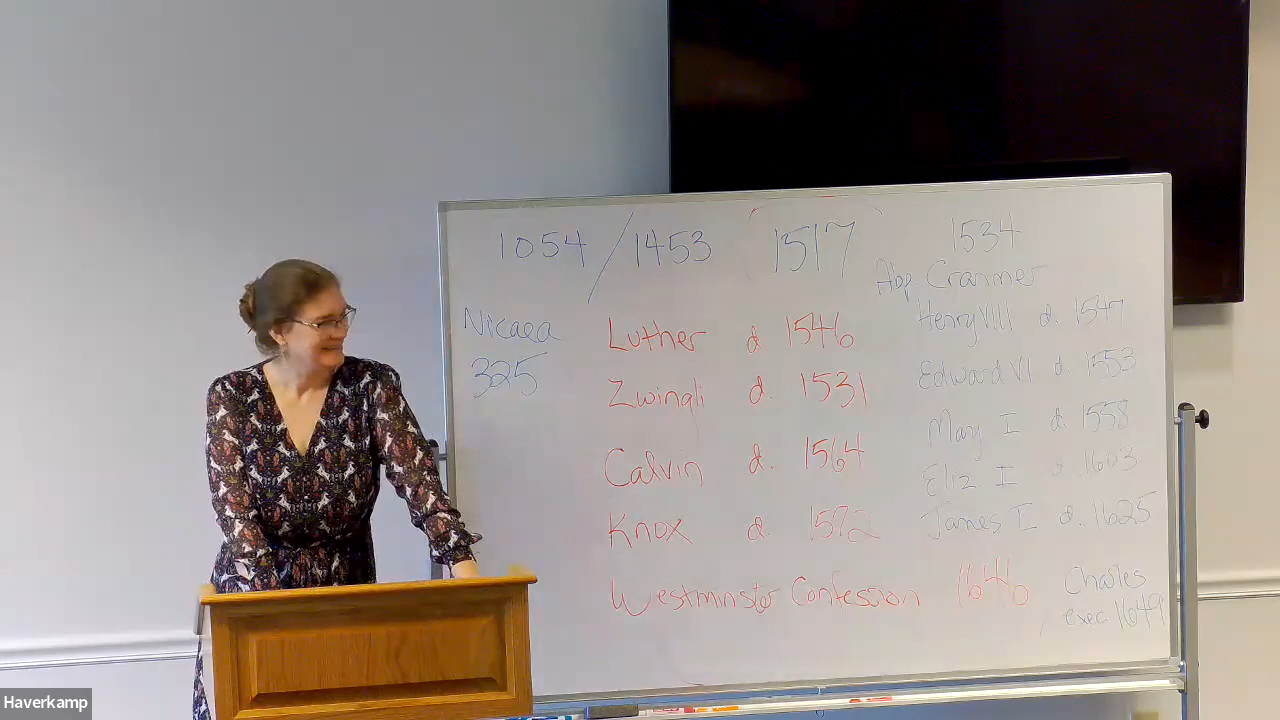 1054 / 1453 1517 1534
Abp Cranmer
Nicaea
325
Luther d. 1546
Zwingli d. 1531
Calvin d. 1564
Knox d. 1572
Westminster Confession 1646
Henry VIII d. 1547
Edward VI d. 1553
Mary I d. 1558
Eliz I d. 1603
James I d. 1625
Charles
exec 1649
Haverkamp